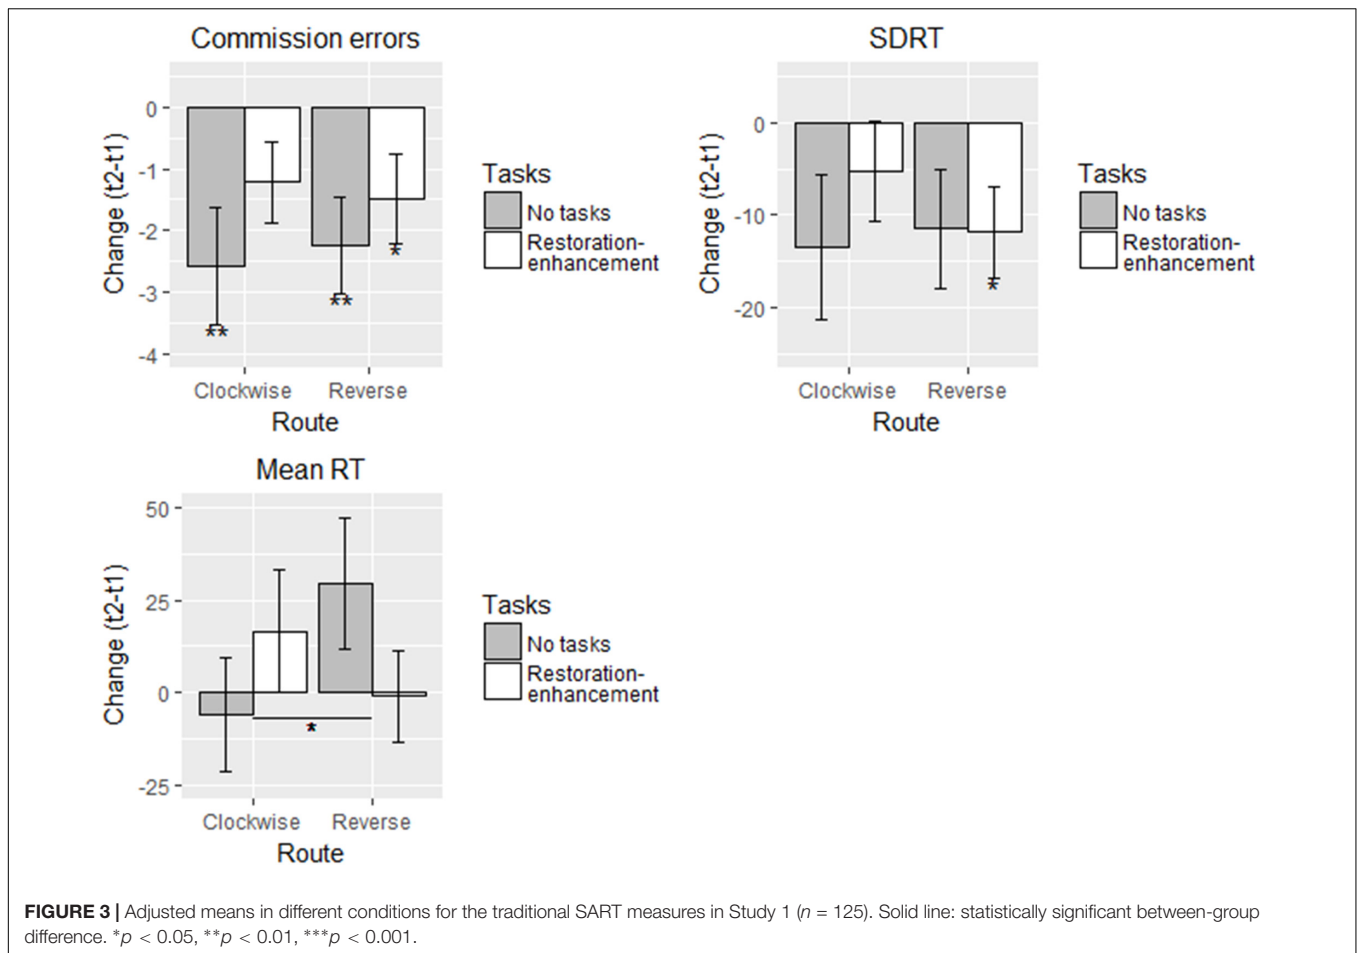 Commission errors
Change (t2-t1)
0
-1
-2
-3
-4
**
**
*
Clockwise Reverse
Route
Tasks
No tasks
Restoration-
enhancement
SDRT
Change (t2-t1)
0
-10
-20
*
Clockwise Reverse
Route
Tasks
No tasks
Restoration-
enhancement
Mean RT
Change (t2-t1)
50
25
0
-25
*
Clockwise Reverse
Route
Tasks
No tasks
Restoration-
enhancement
FIGURE 3 | Adjusted means in different conditions for the traditional SART measures in Study 1 (n = 125). Solid line: statistically significant between-group
difference. *p < 0.05, **p < 0.01, ***p < 0.001.